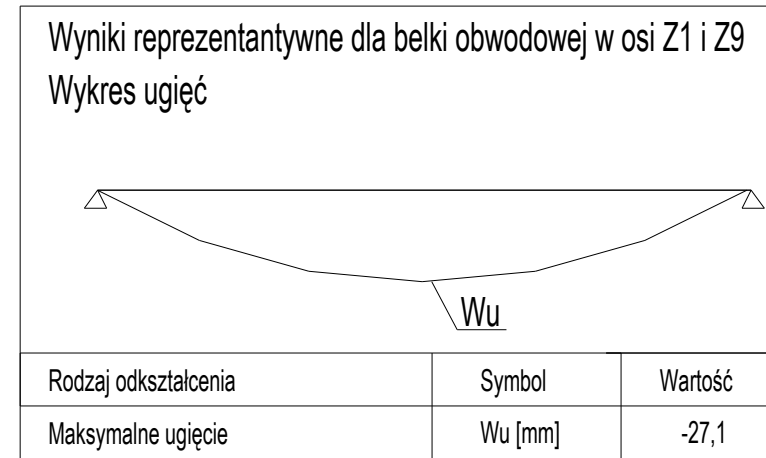 Wyniki reprezentantywne dla belki obwodowej w osi Z1 i Z9
Wykres ugięć
Wu
Rodzaj odkształcenia Symbol Wartość
Maksymalne ugięcie Wu [mm] -27,1